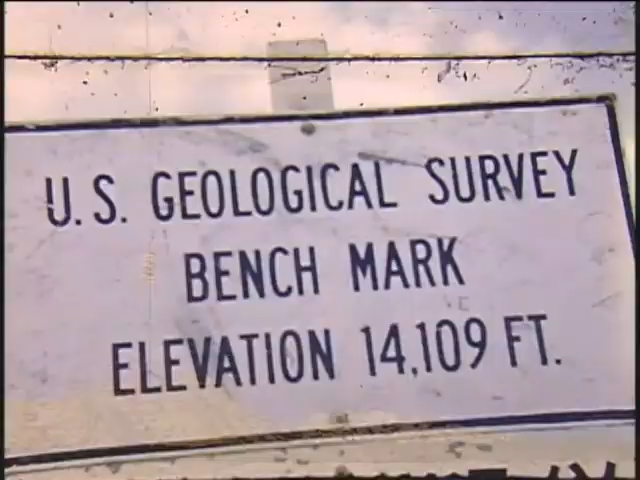 U.S. GEOLOGICAL SURVEY
BENCH MARK
ELEVATION 14,109 FT.